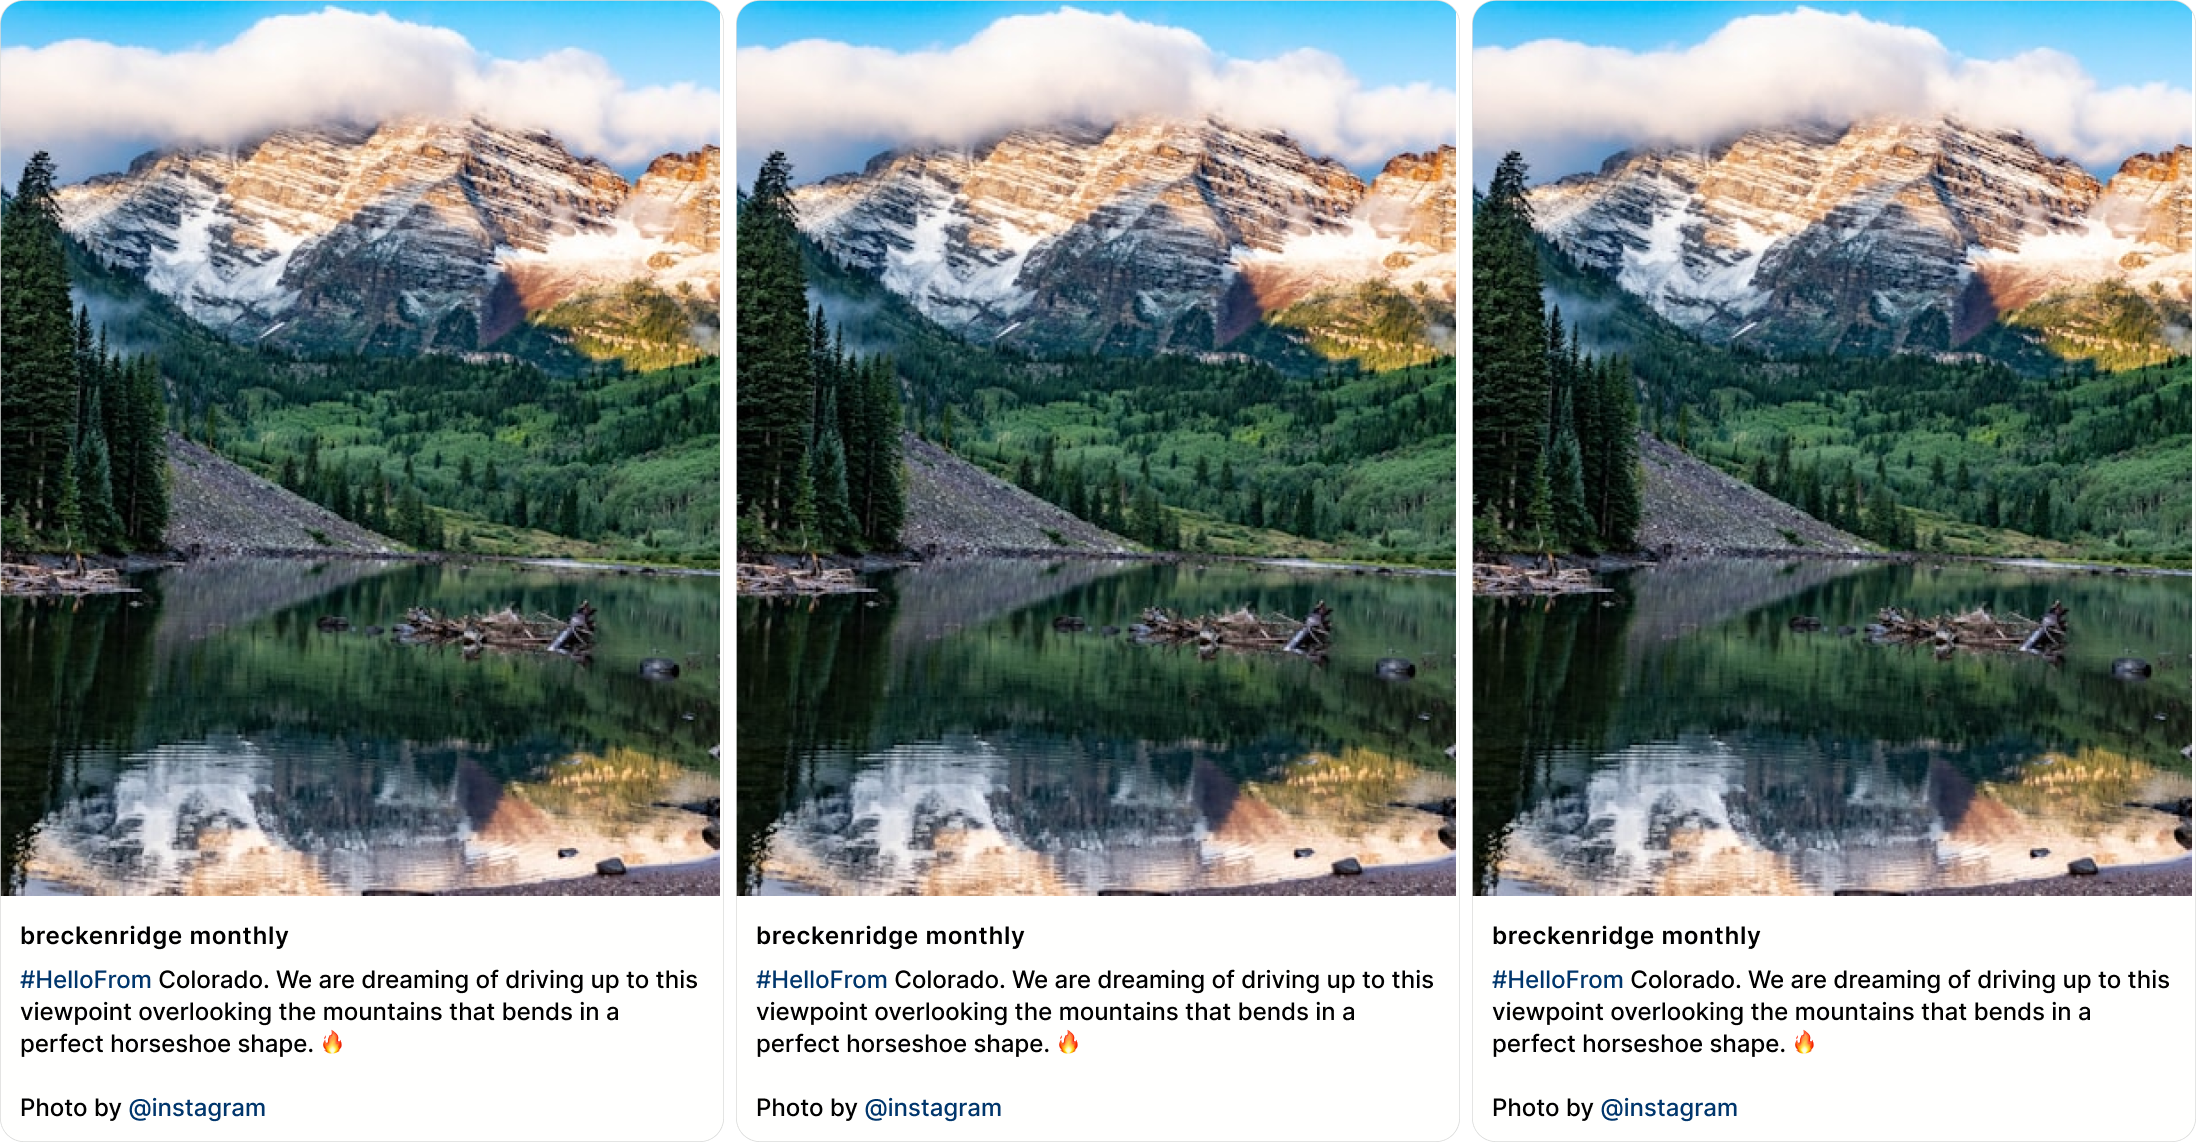 breckenridge monthly
#HelloFrom Colorado. We are dreaming of driving up to this
viewpoint overlooking the mountains that bends in a
perfect horseshoe shape. 🔥
Photo by @instagram
breckenridge monthly
#HelloFrom Colorado. We are dreaming of driving up to this
viewpoint overlooking the mountains that bends in a
perfect horseshoe shape. 🔥
Photo by @instagram
breckenridge monthly
#HelloFrom Colorado. We are dreaming of driving up to this
viewpoint overlooking the mountains that bends in a
perfect horseshoe shape. 🔥
Photo by @instagram